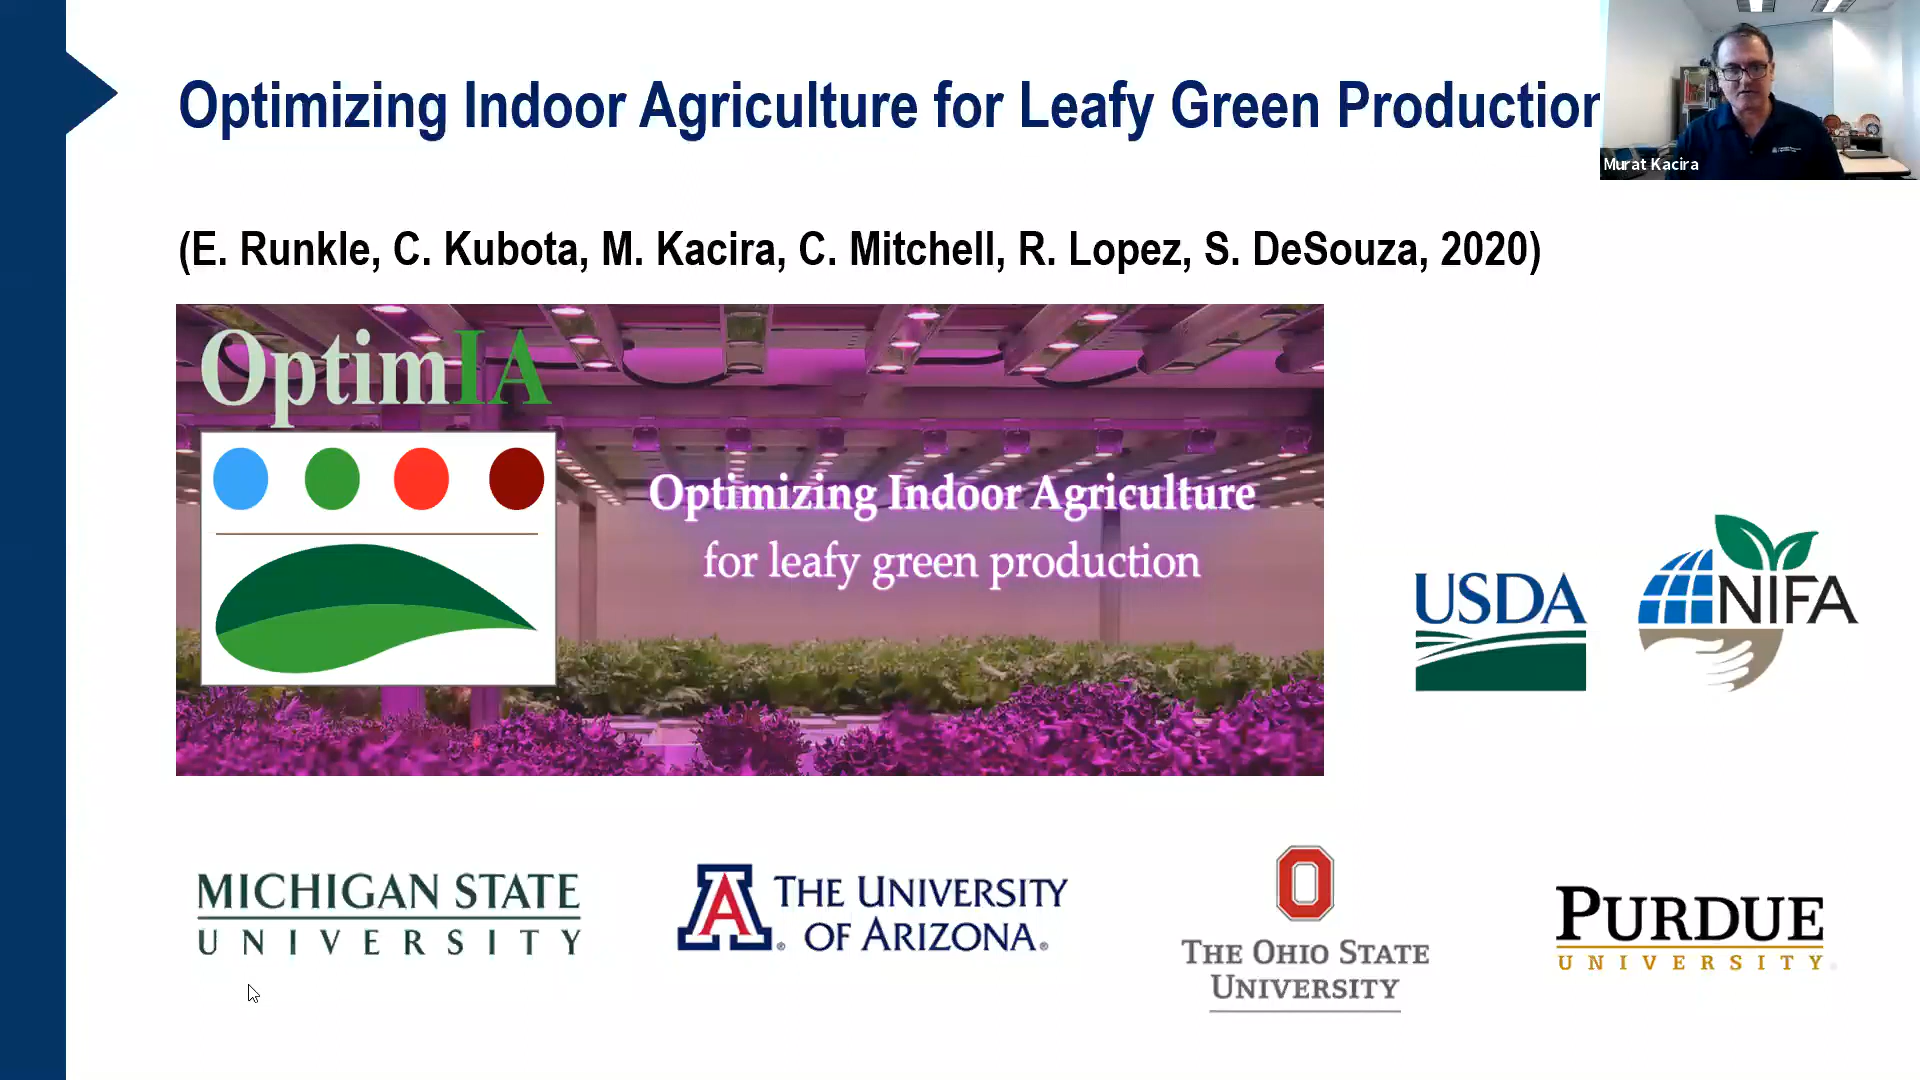 Optimizing Indoor Agriculture for Leafy Green Production
Murat Kacira
(E. Runkle, C. Kubota, M. Kacira, C. Mitchell, R. Lopez, S. DeSouza, 2020)
OptimIA
Optimizing Indoor Agriculture
for leafy green production
USDA
NIFA
MICHIGAN STATE
UNIVERSITY
A THE UNIVERSITY
OF ARIZONA®
O
THE OHIO STATE
UNIVERSITY
PURDUE
UNIVERSITY®